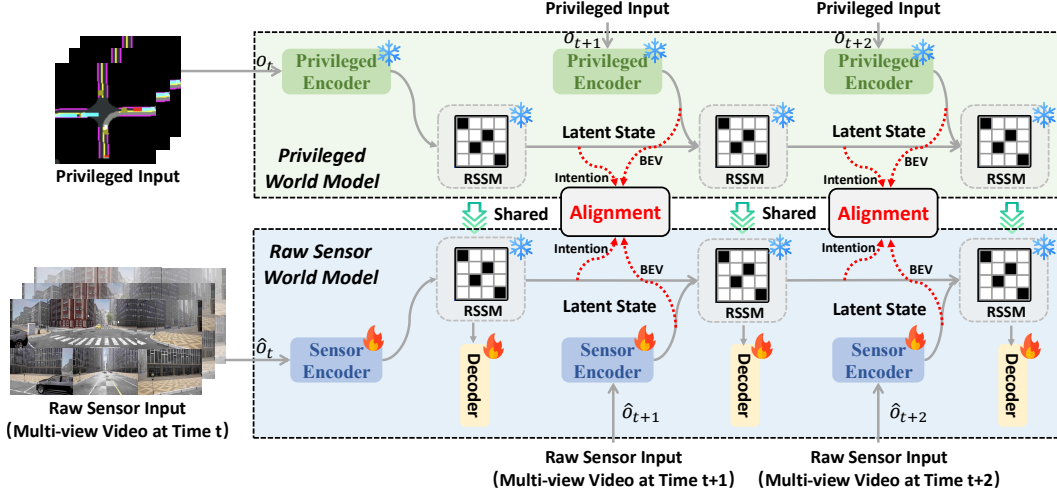 Privileged Input
Privileged Input
o_t
o_{t+1}
o_{t+2}
Privileged
Encoder
Privileged
Encoder
Privileged
Encoder
Privileged Input
Privileged
World Model
RSSM
Latent State
BEV
Intention
RSSM
Latent State
BEV
Intention
RSSM
Shared
Alignment
Shared
Alignment
Raw Sensor
World Model
RSSM
Intention
BEV
Latent State
RSSM
Intention
BEV
Latent State
RSSM
ô_t
Sensor
Encoder
Decoder
Sensor
Encoder
Decoder
Sensor
Encoder
Decoder
Raw Sensor Input
(Multi-view Video at Time t)
ô_{t+1}
ô_{t+2}
Raw Sensor Input
(Multi-view Video at Time t+1)
Raw Sensor Input
(Multi-view Video at Time t+2)